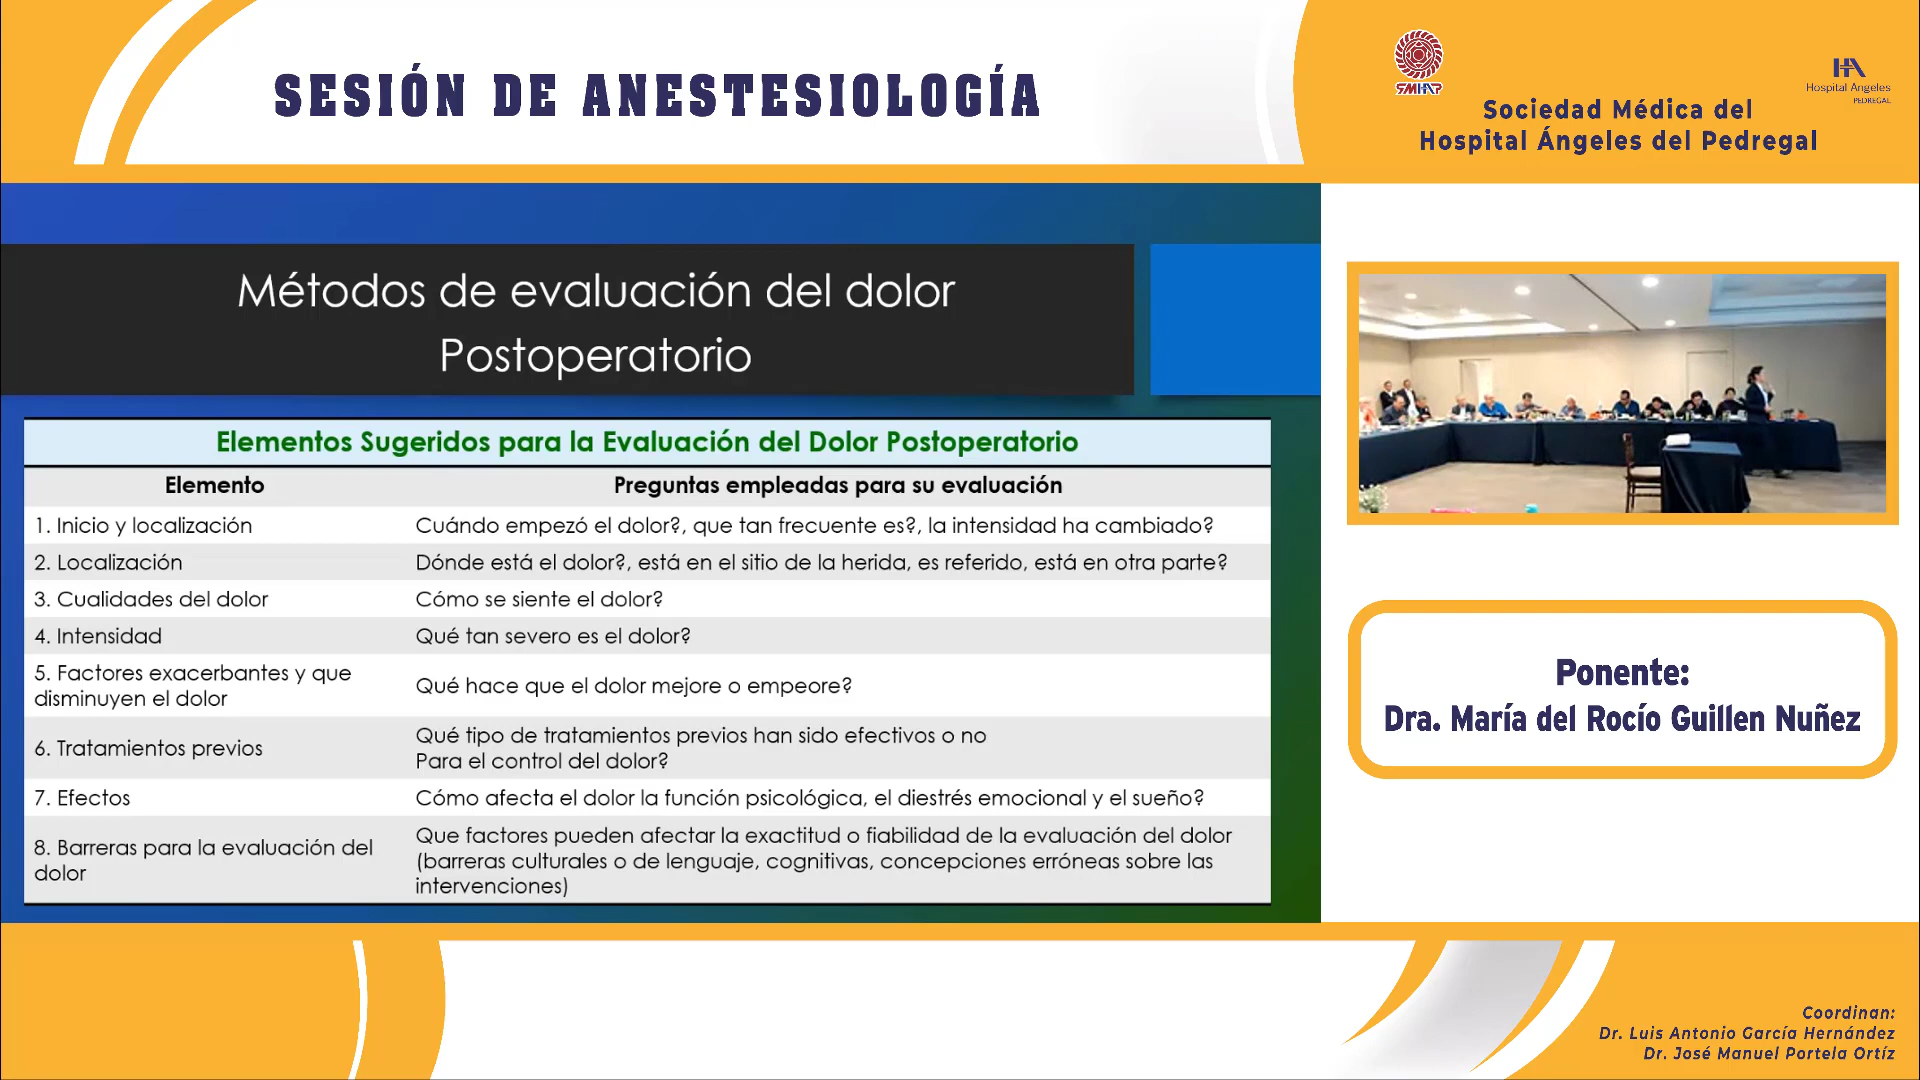 SESIÓN DE ANESTESIOLOGÍA
SMHAP
HA
Hospital Angeles
PEDREGAL
Sociedad Médica del
Hospital Ángeles del Pedregal
Métodos de evaluación del dolor
Postoperatorio
Elementos Sugeridos para la Evaluación del Dolor Postoperatorio
Elemento Preguntas empleadas para su evaluación
1. Inicio y localización Cuándo empezó el dolor?, que tan frecuente es?, la intensidad ha cambiado?
2. Localización Dónde está el dolor?, está en el sitio de la herida, es referido, está en otra parte?
3. Cualidades del dolor Cómo se siente el dolor?
4. Intensidad Qué tan severo es el dolor?
5. Factores exacerbantes y que
disminuyen el dolor
Qué hace que el dolor mejore o empeore?
6. Tratamientos previos
Qué tipo de tratamientos previos han sido efectivos o no
Para el control del dolor?
7. Efectos Cómo afecta el dolor la función psicológica, el diestrés emocional y el sueño?
8. Barreras para la evaluación del
dolor
Que factores pueden afectar la exactitud o fiabilidad de la evaluación del dolor
(barreras culturales o de lenguaje, cognitivas, concepciones erróneas sobre las
intervenciones)
Ponente:
Dra. María del Rocío Guillen Nuñez
Coordinan:
Dr. Luis Antonio García Hernández
Dr. José Manuel Portela Ortíz